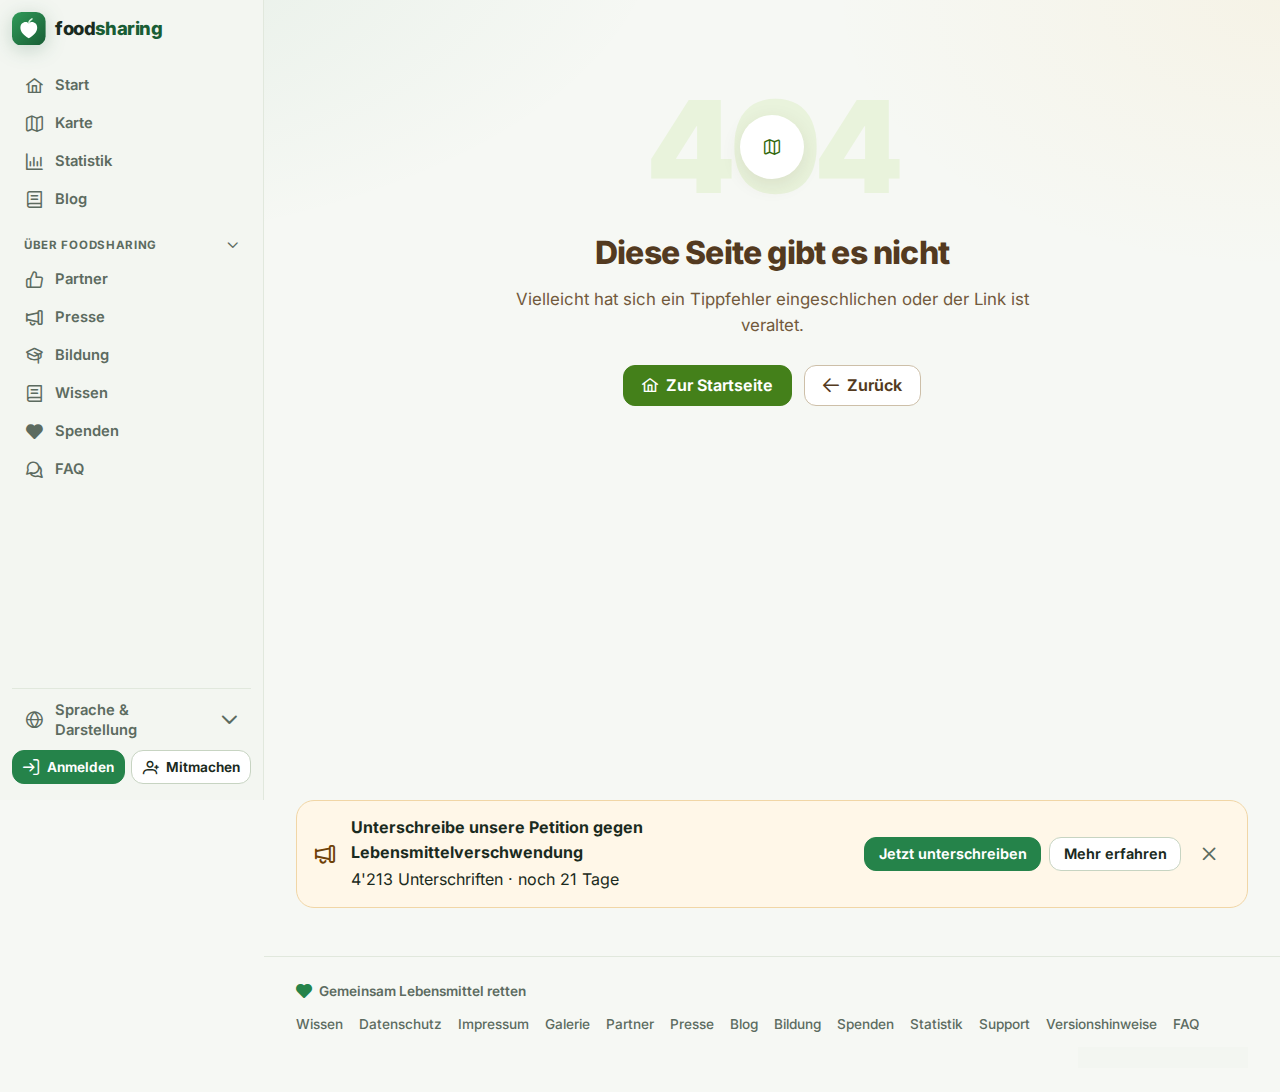 foodsharing
Start
Karte
Statistik
Blog
ÜBER FOODSHARING
Partner
Presse
Bildung
Wissen
Spenden
FAQ
Sprache &
Darstellung
Anmelden
Mitmachen
404
Diese Seite gibt es nicht
Vielleicht hat sich ein Tippfehler eingeschlichen oder der Link ist
veraltet.
Zur Startseite
Zurück
Unterschreibe unsere Petition gegen
Lebensmittelverschwendung
4'213 Unterschriften · noch 21 Tage
Jetzt unterschreiben
Mehr erfahren
Gemeinsam Lebensmittel retten
Wissen Datenschutz Impressum Galerie Partner Presse Blog Bildung Spenden Statistik Support Versionshinweise FAQ